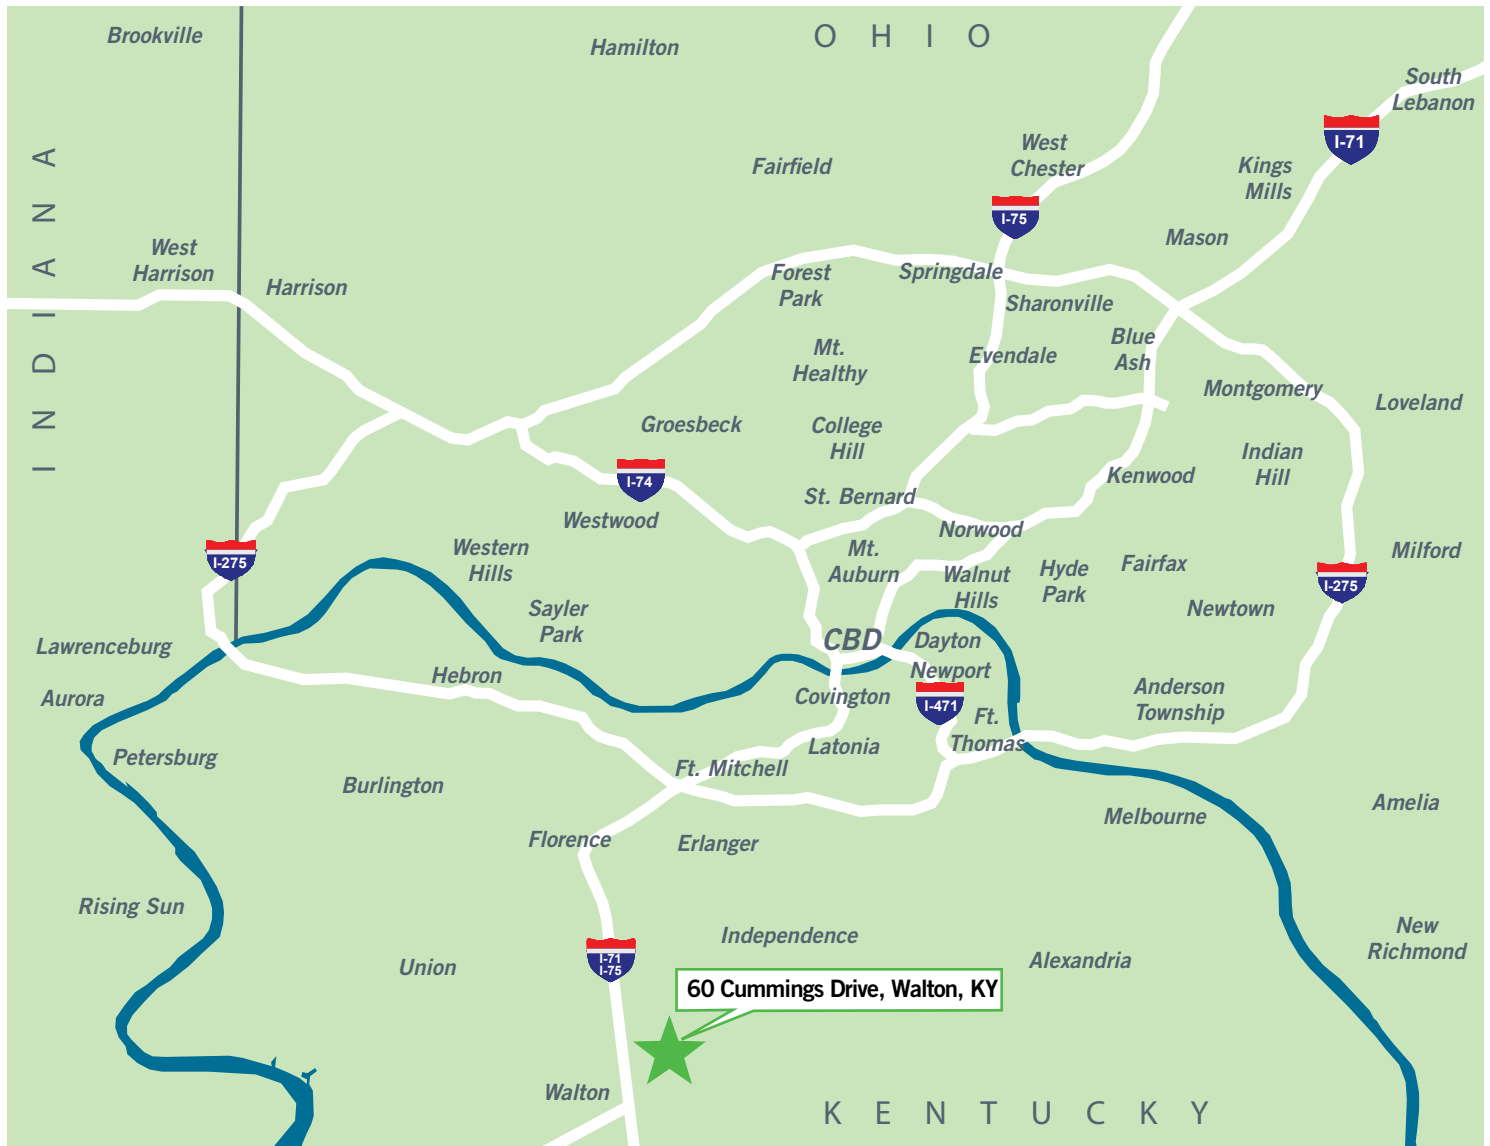 Brookville
Hamilton
OHIO
South
Lebanon
I-71
West
Chester
Fairfield
Kings
Mills
INDIANA
I-75
Mason
West
Harrison
Harrison
Forest
Park
Springdale
Sharonville
Blue
Ash
Mt.
Healthy
Evendale
Montgomery
Loveland
Groesbeck
College
Hill
Indian
Hill
Kenwood
I-74
St. Bernard
Westwood
Norwood
Western
Hills
Mt.
Auburn
Walnut
Hills
Hyde
Park
Fairfax
Milford
I-275
I-275
Sayler
Park
Newtown
Lawrenceburg
CBD
Dayton
Newport
Hebron
Aurora
Covington
I-471
Anderson
Township
Ft.
Thomas
Latonia
Petersburg
Ft. Mitchell
Burlington
Amelia
Melbourne
Florence
Erlanger
Rising Sun
Independence
New
Richmond
Union
I-71
I-75
Alexandria
60 Cummings Drive, Walton, KY
Walton
KENTUCKY